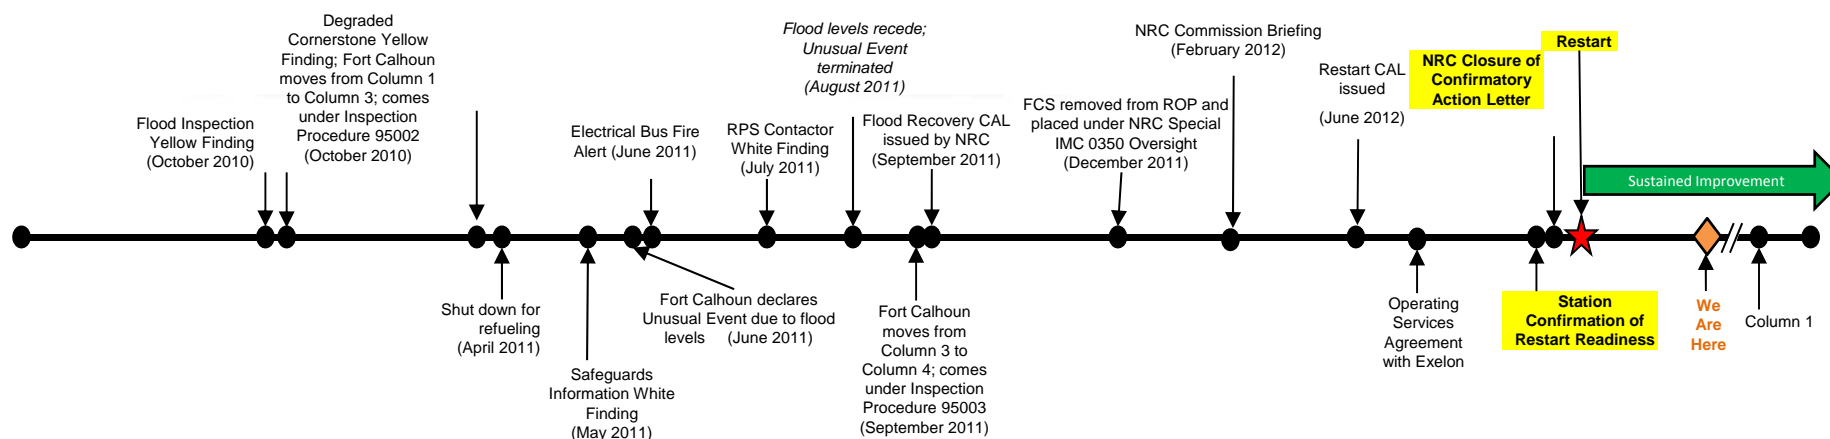 Flood Inspection
Yellow Finding
(October 2010)
Degraded
Cornerstone Yellow
Finding; Fort Calhoun
moves from Column 1
to Column 3; comes
under Inspection
Procedure 95002
(October 2010)
Shut down for
refueling
(April 2011)
Safeguards
Information White
Finding
(May 2011)
Electrical Bus Fire
Alert (June 2011)
Fort Calhoun declares
Unusual Event due to flood
levels (June 2011)
RPS Contactor
White Finding
(July 2011)
Flood levels recede;
Unusual Event
terminated
(August 2011)
Flood Recovery CAL
issued by NRC
(September 2011)
Fort Calhoun
moves from
Column 3 to
Column 4; comes
under Inspection
Procedure 95003
(September 2011)
FCS removed from ROP and
placed under NRC Special
IMC 0350 Oversight
(December 2011)
NRC Commission Briefing
(February 2012)
Restart CAL
issued
(June 2012)
Operating
Services
Agreement
with Exelon
NRC Closure of
Confirmatory
Action Letter
Station
Confirmation of
Restart Readiness
Restart
Sustained Improvement
We
Are
Here
Column 1